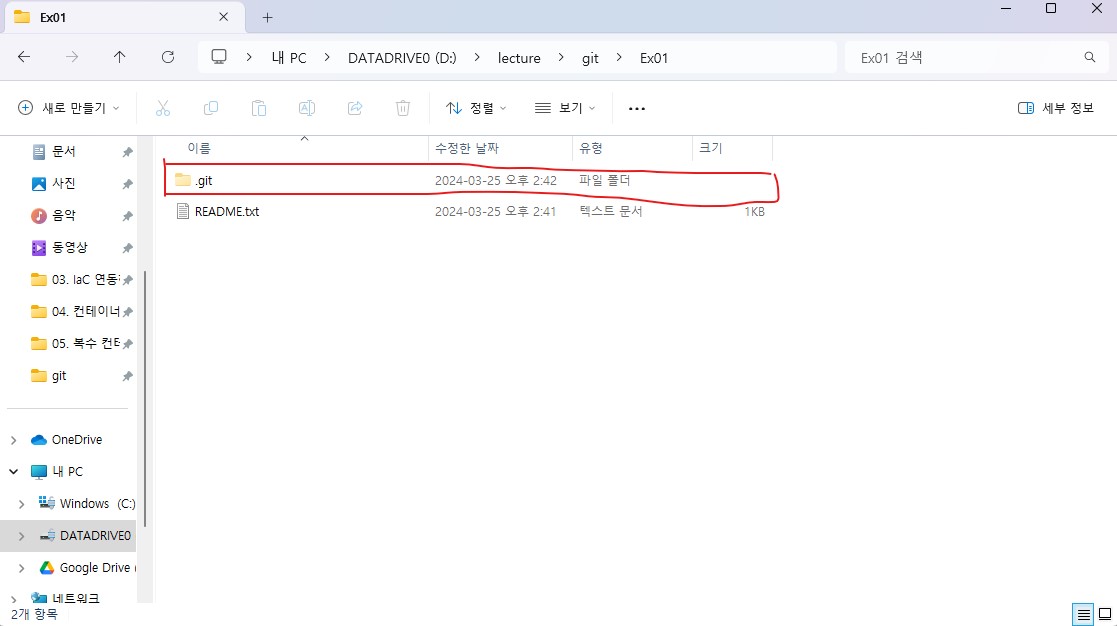 Ex01
내 PC > DATADRIVE0 (D:) > lecture > git > Ex01
Ex01 검색
새로 만들기
정렬
보기
세부 정보
이름 수정한 날짜 유형 크기
.git 2024-03-25 오후 2:42 파일 폴더
README.txt 2024-03-25 오후 2:41 텍스트 문서 1KB
문서
사진
음악
동영상
03. IaC 연동
04. 컨테이너
05. 복수 컨
git
OneDrive
내 PC
Windows (C:)
DATADRIVE0
Google Drive (
네트워크
2개 항목